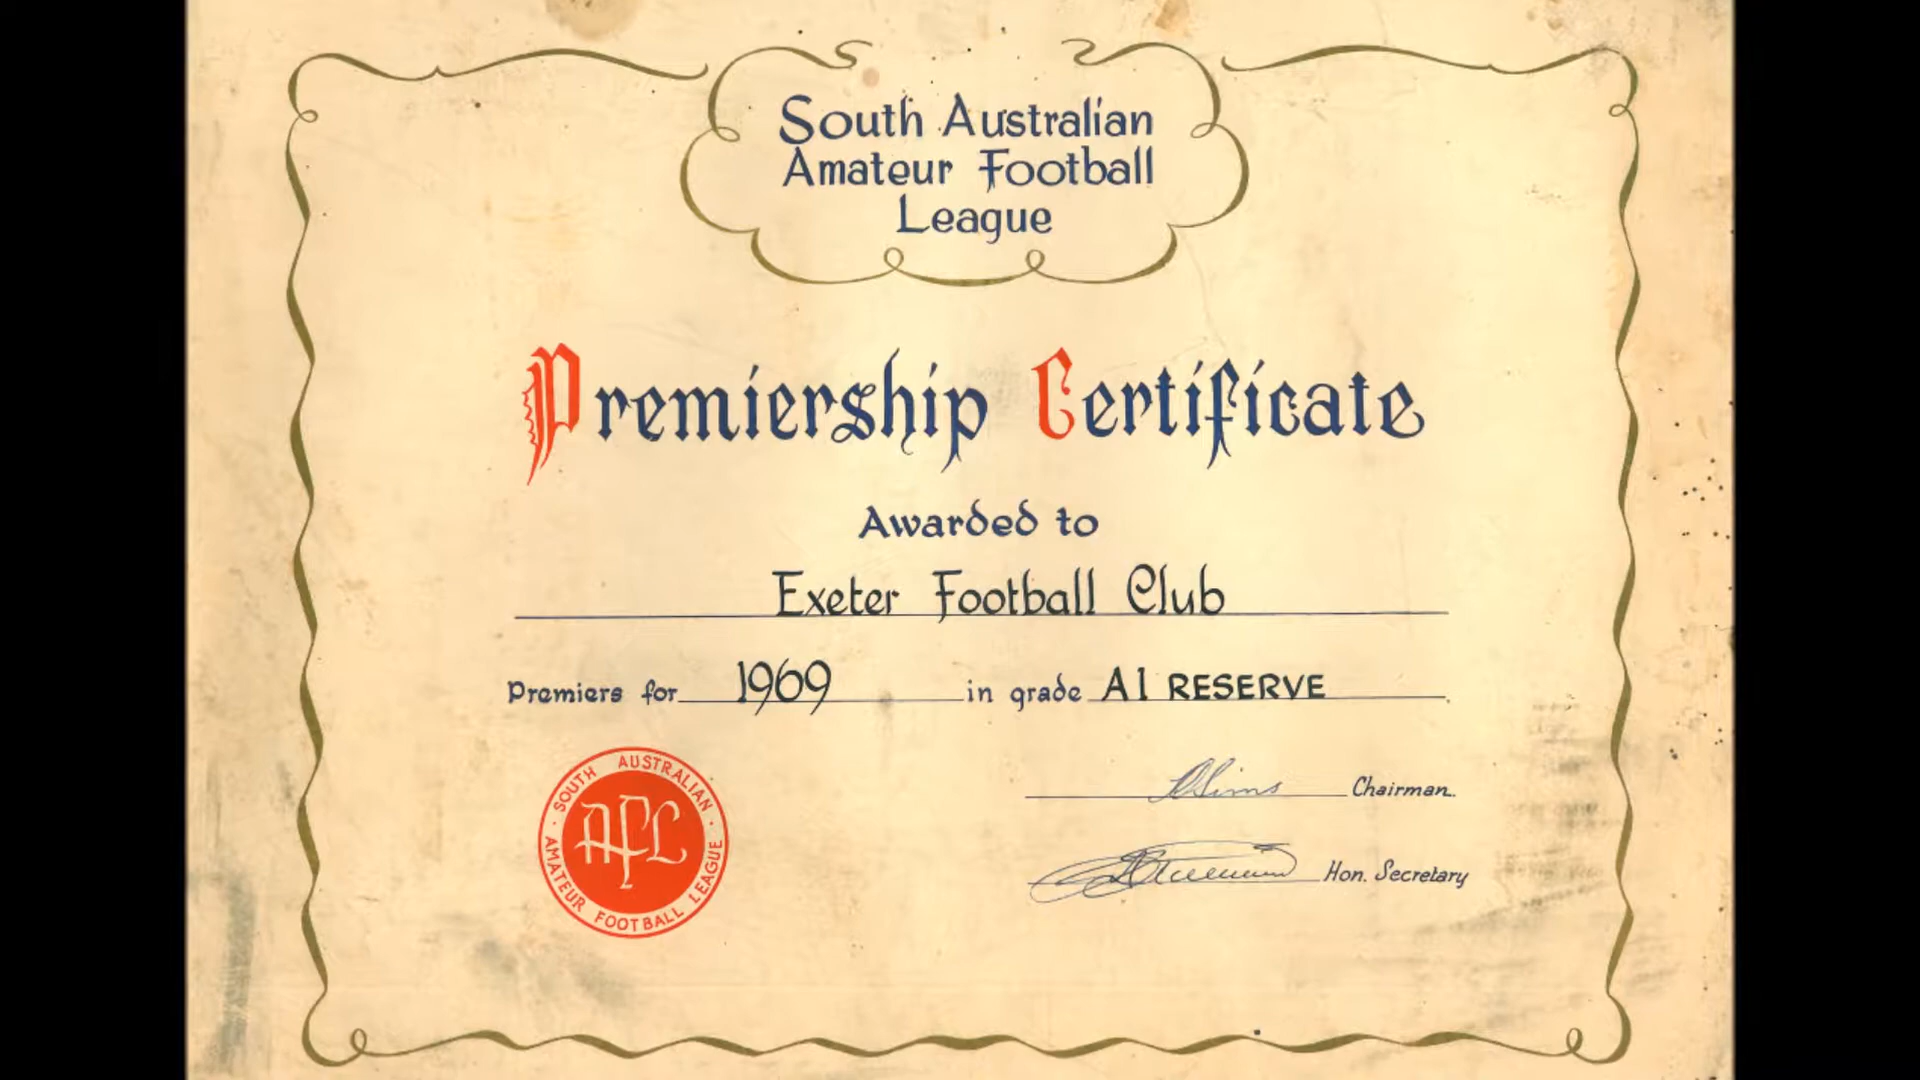 South Australian
Amateur Football
League
Premiership Certificate
Awarded to
Exeter Football Club
Premiers for 1969 in grade A1 RESERVE
Sims Chairman.
Hon. Secretary
SOUTH AUSTRALIAN
AFL
AMATEUR FOOTBALL LEAGUE